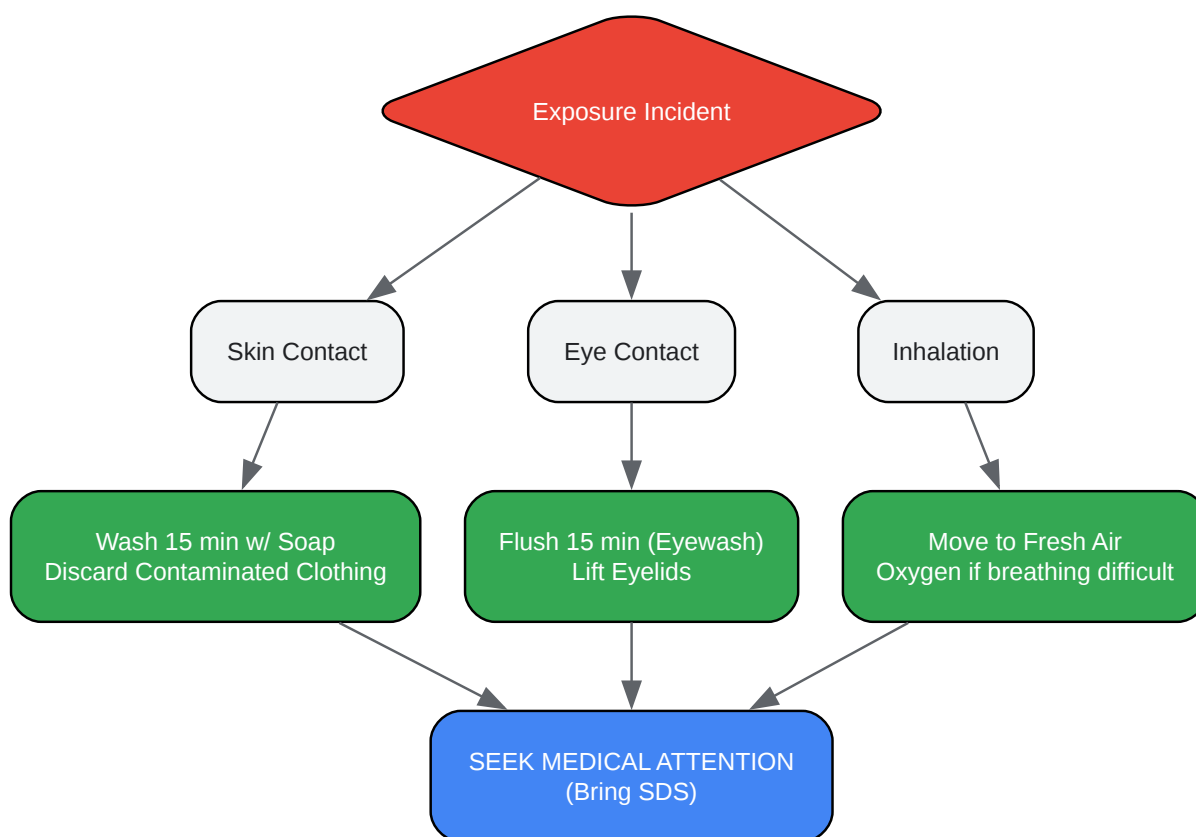 Exposure Incident
Skin Contact
Eye Contact
Inhalation
Wash 15 min w/ Soap
Discard Contaminated Clothing
Flush 15 min (Eyewash)
Lift Eyelids
Move to Fresh Air
Oxygen if breathing difficult
SEEK MEDICAL ATTENTION
(Bring SDS)